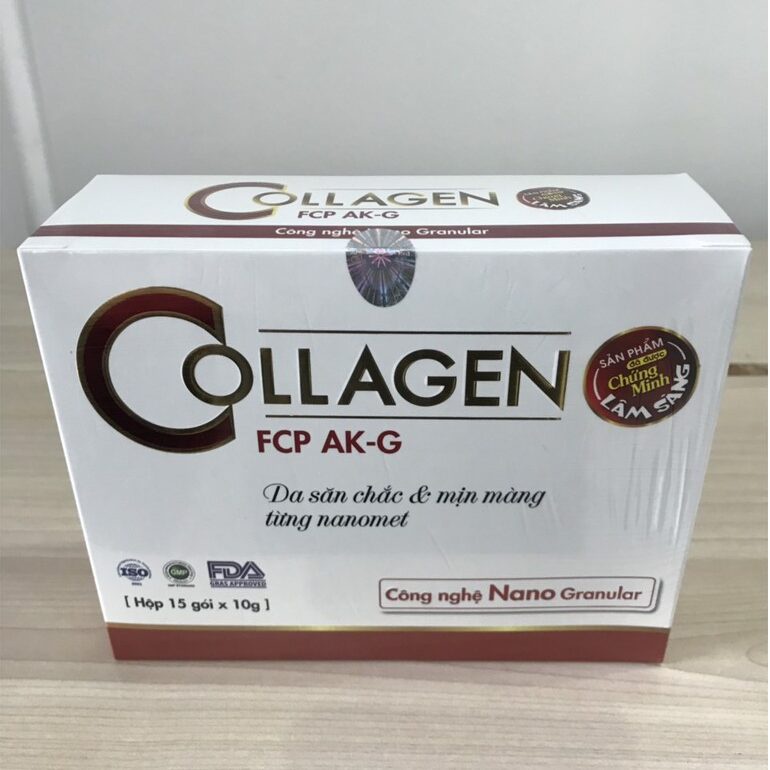 COLLAGEN
FCP AK-G
Công nghệ Nano Granular
COLLAGEN
FCP AK-G
SẢN PHẨM
đã được
Chứng Minh
LÂM SÀNG
Da săn chắc & mịn màng
từng nanomet
ISO
GMP
FDA
GRAS APPROVED
[ Hộp 15 gói x 10g ]
Công nghệ Nano Granular